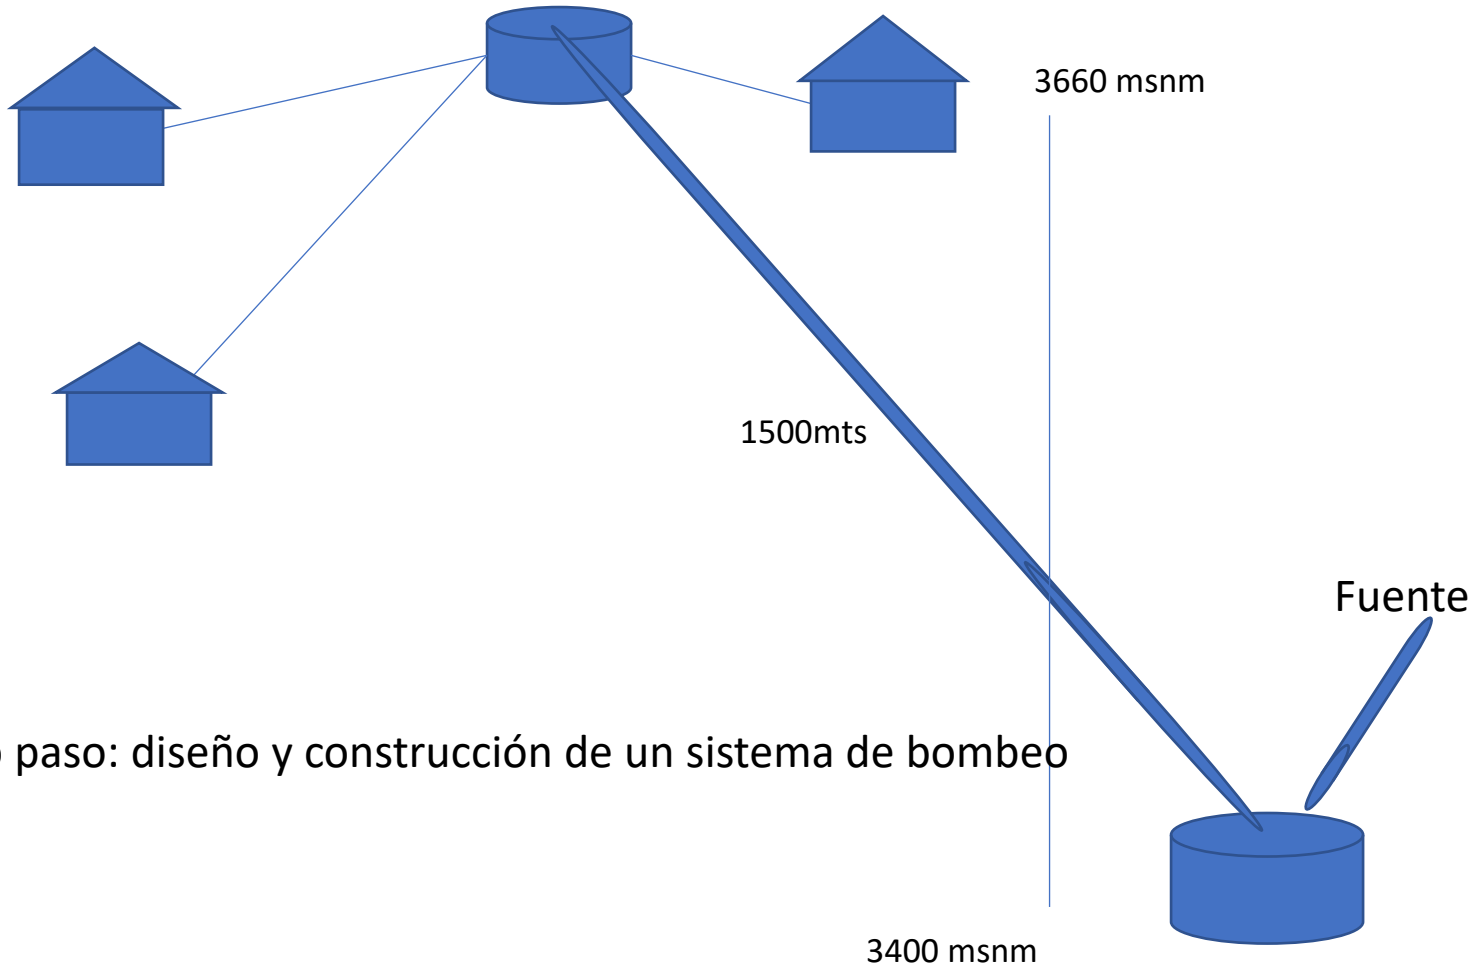 3660 msnm
1500mts
Fuente
paso: diseño y construcción de un sistema de bombeo
3400 msnm